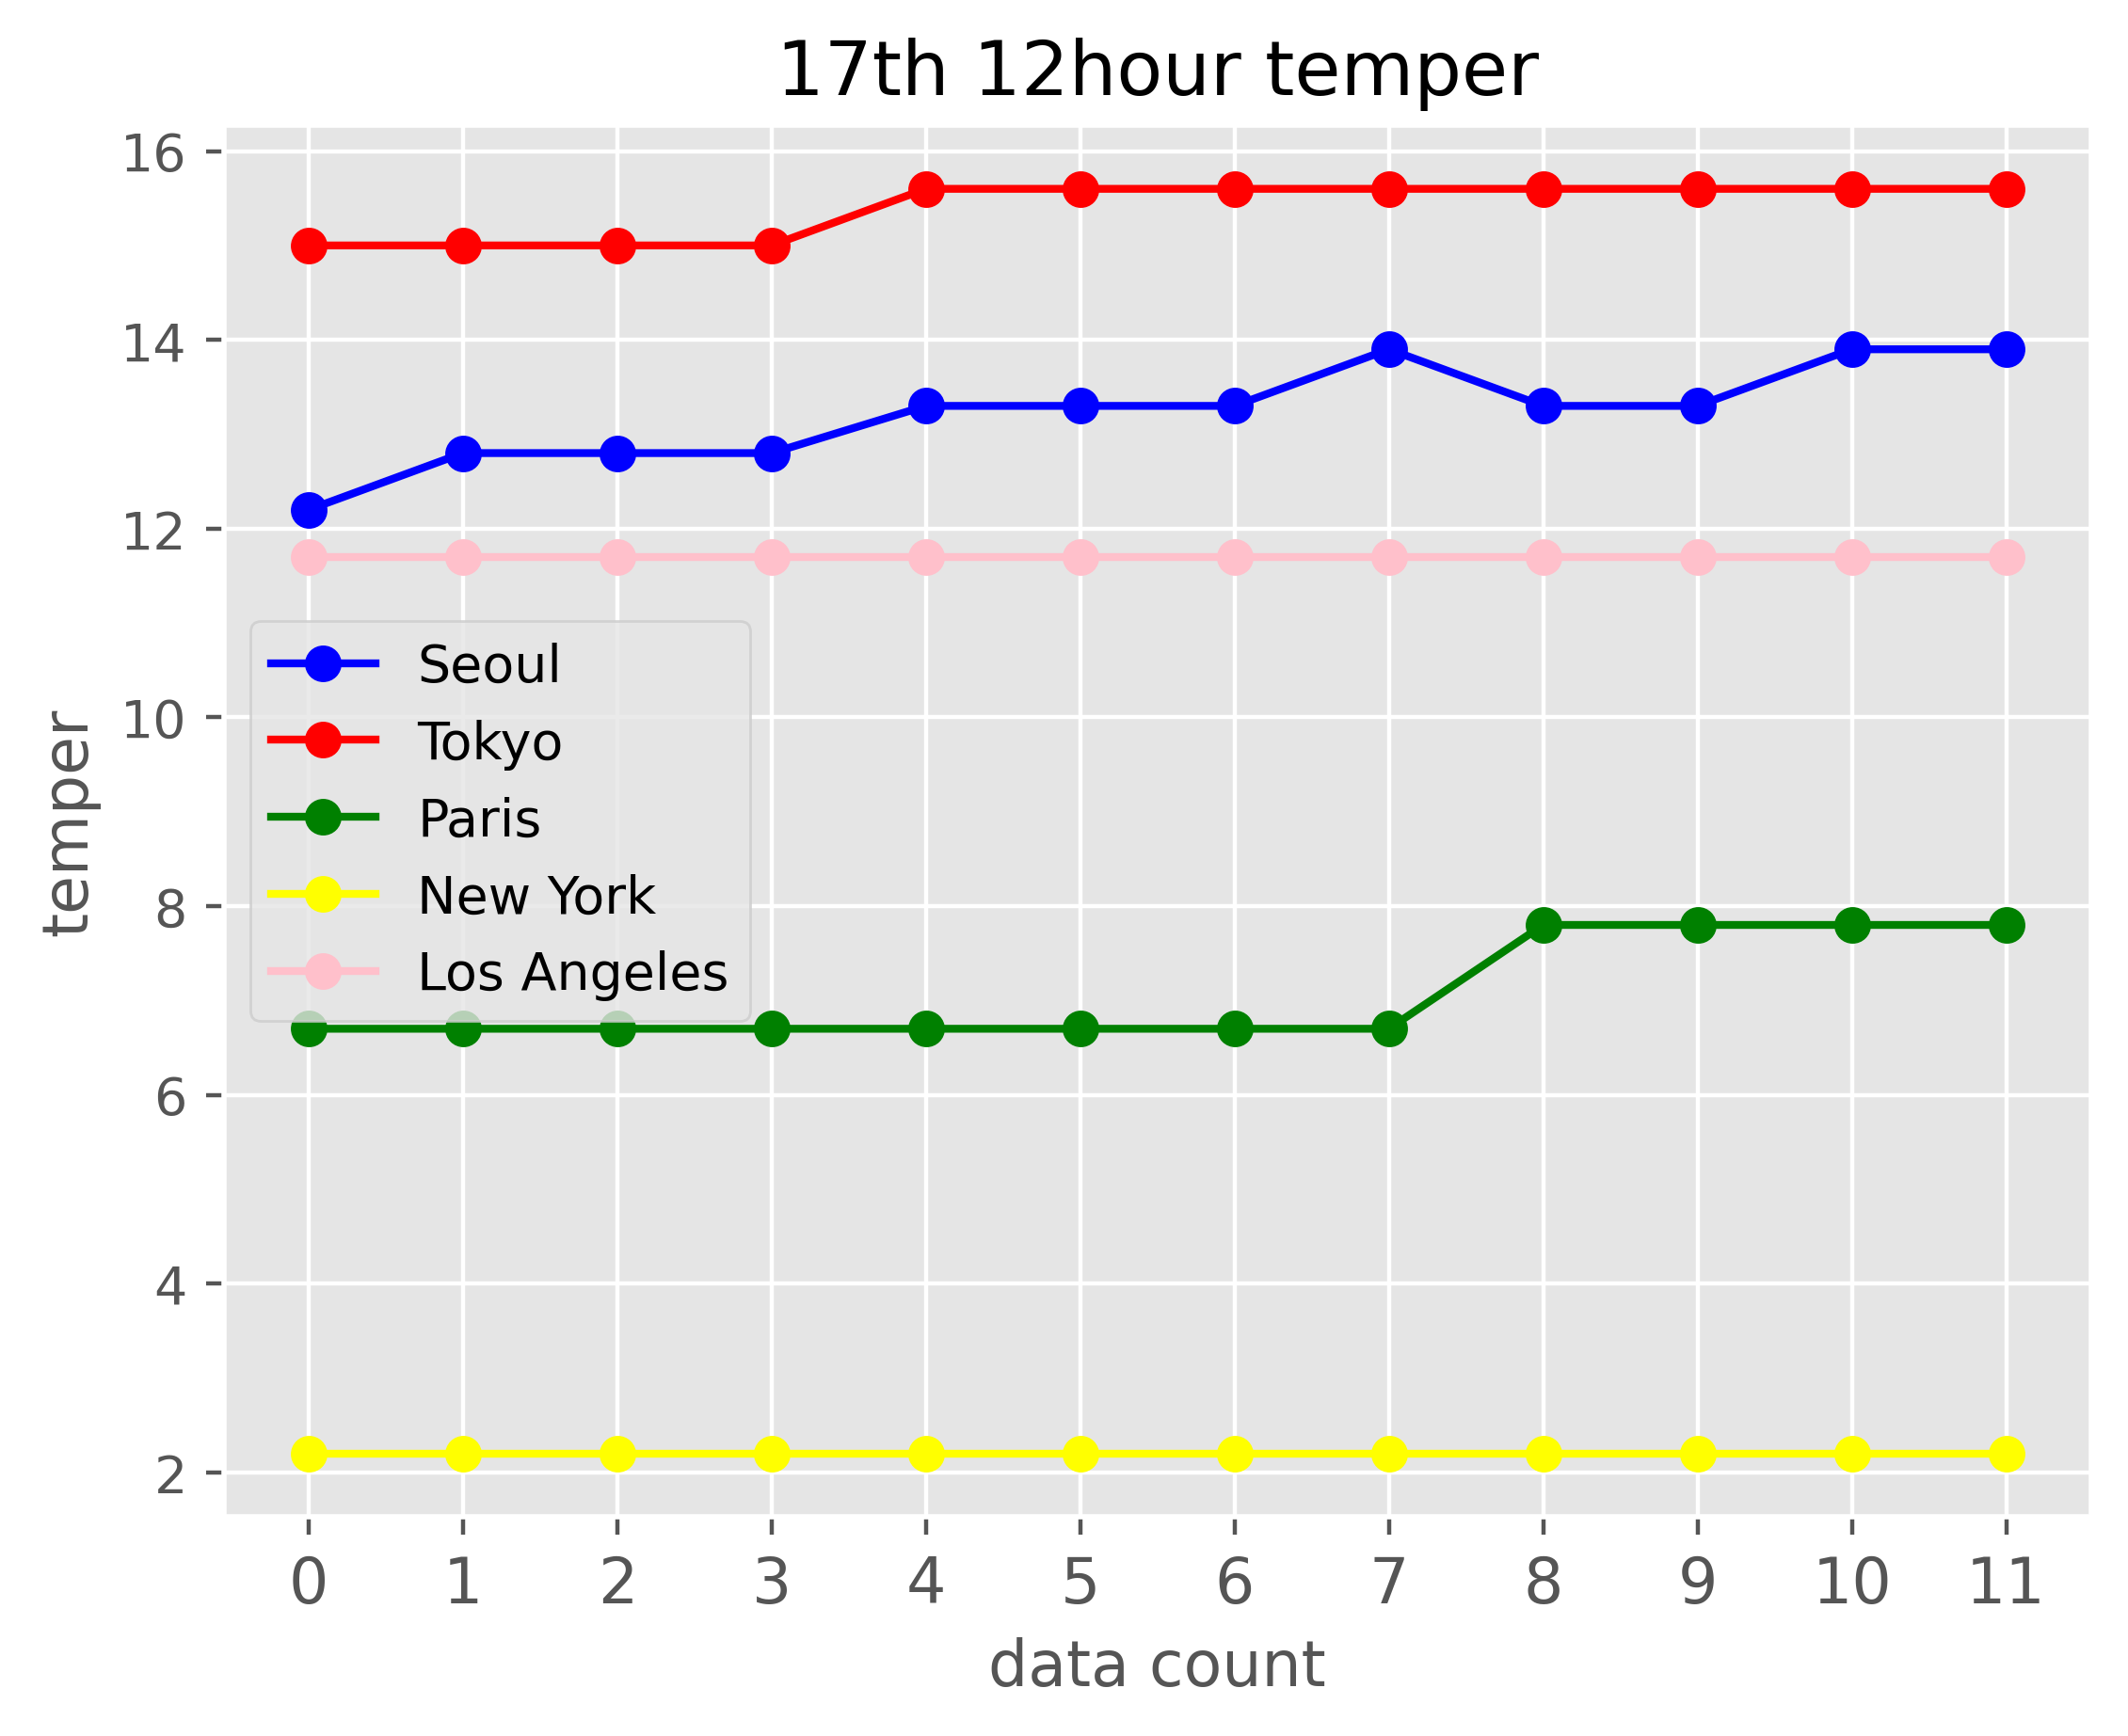 17th 12hour temper
16
14
12
10
8
6
4
2
temper
Seoul
Tokyo
Paris
New York
Los Angeles
0 1 2 3 4 5 6 7 8 9 10 11
data count